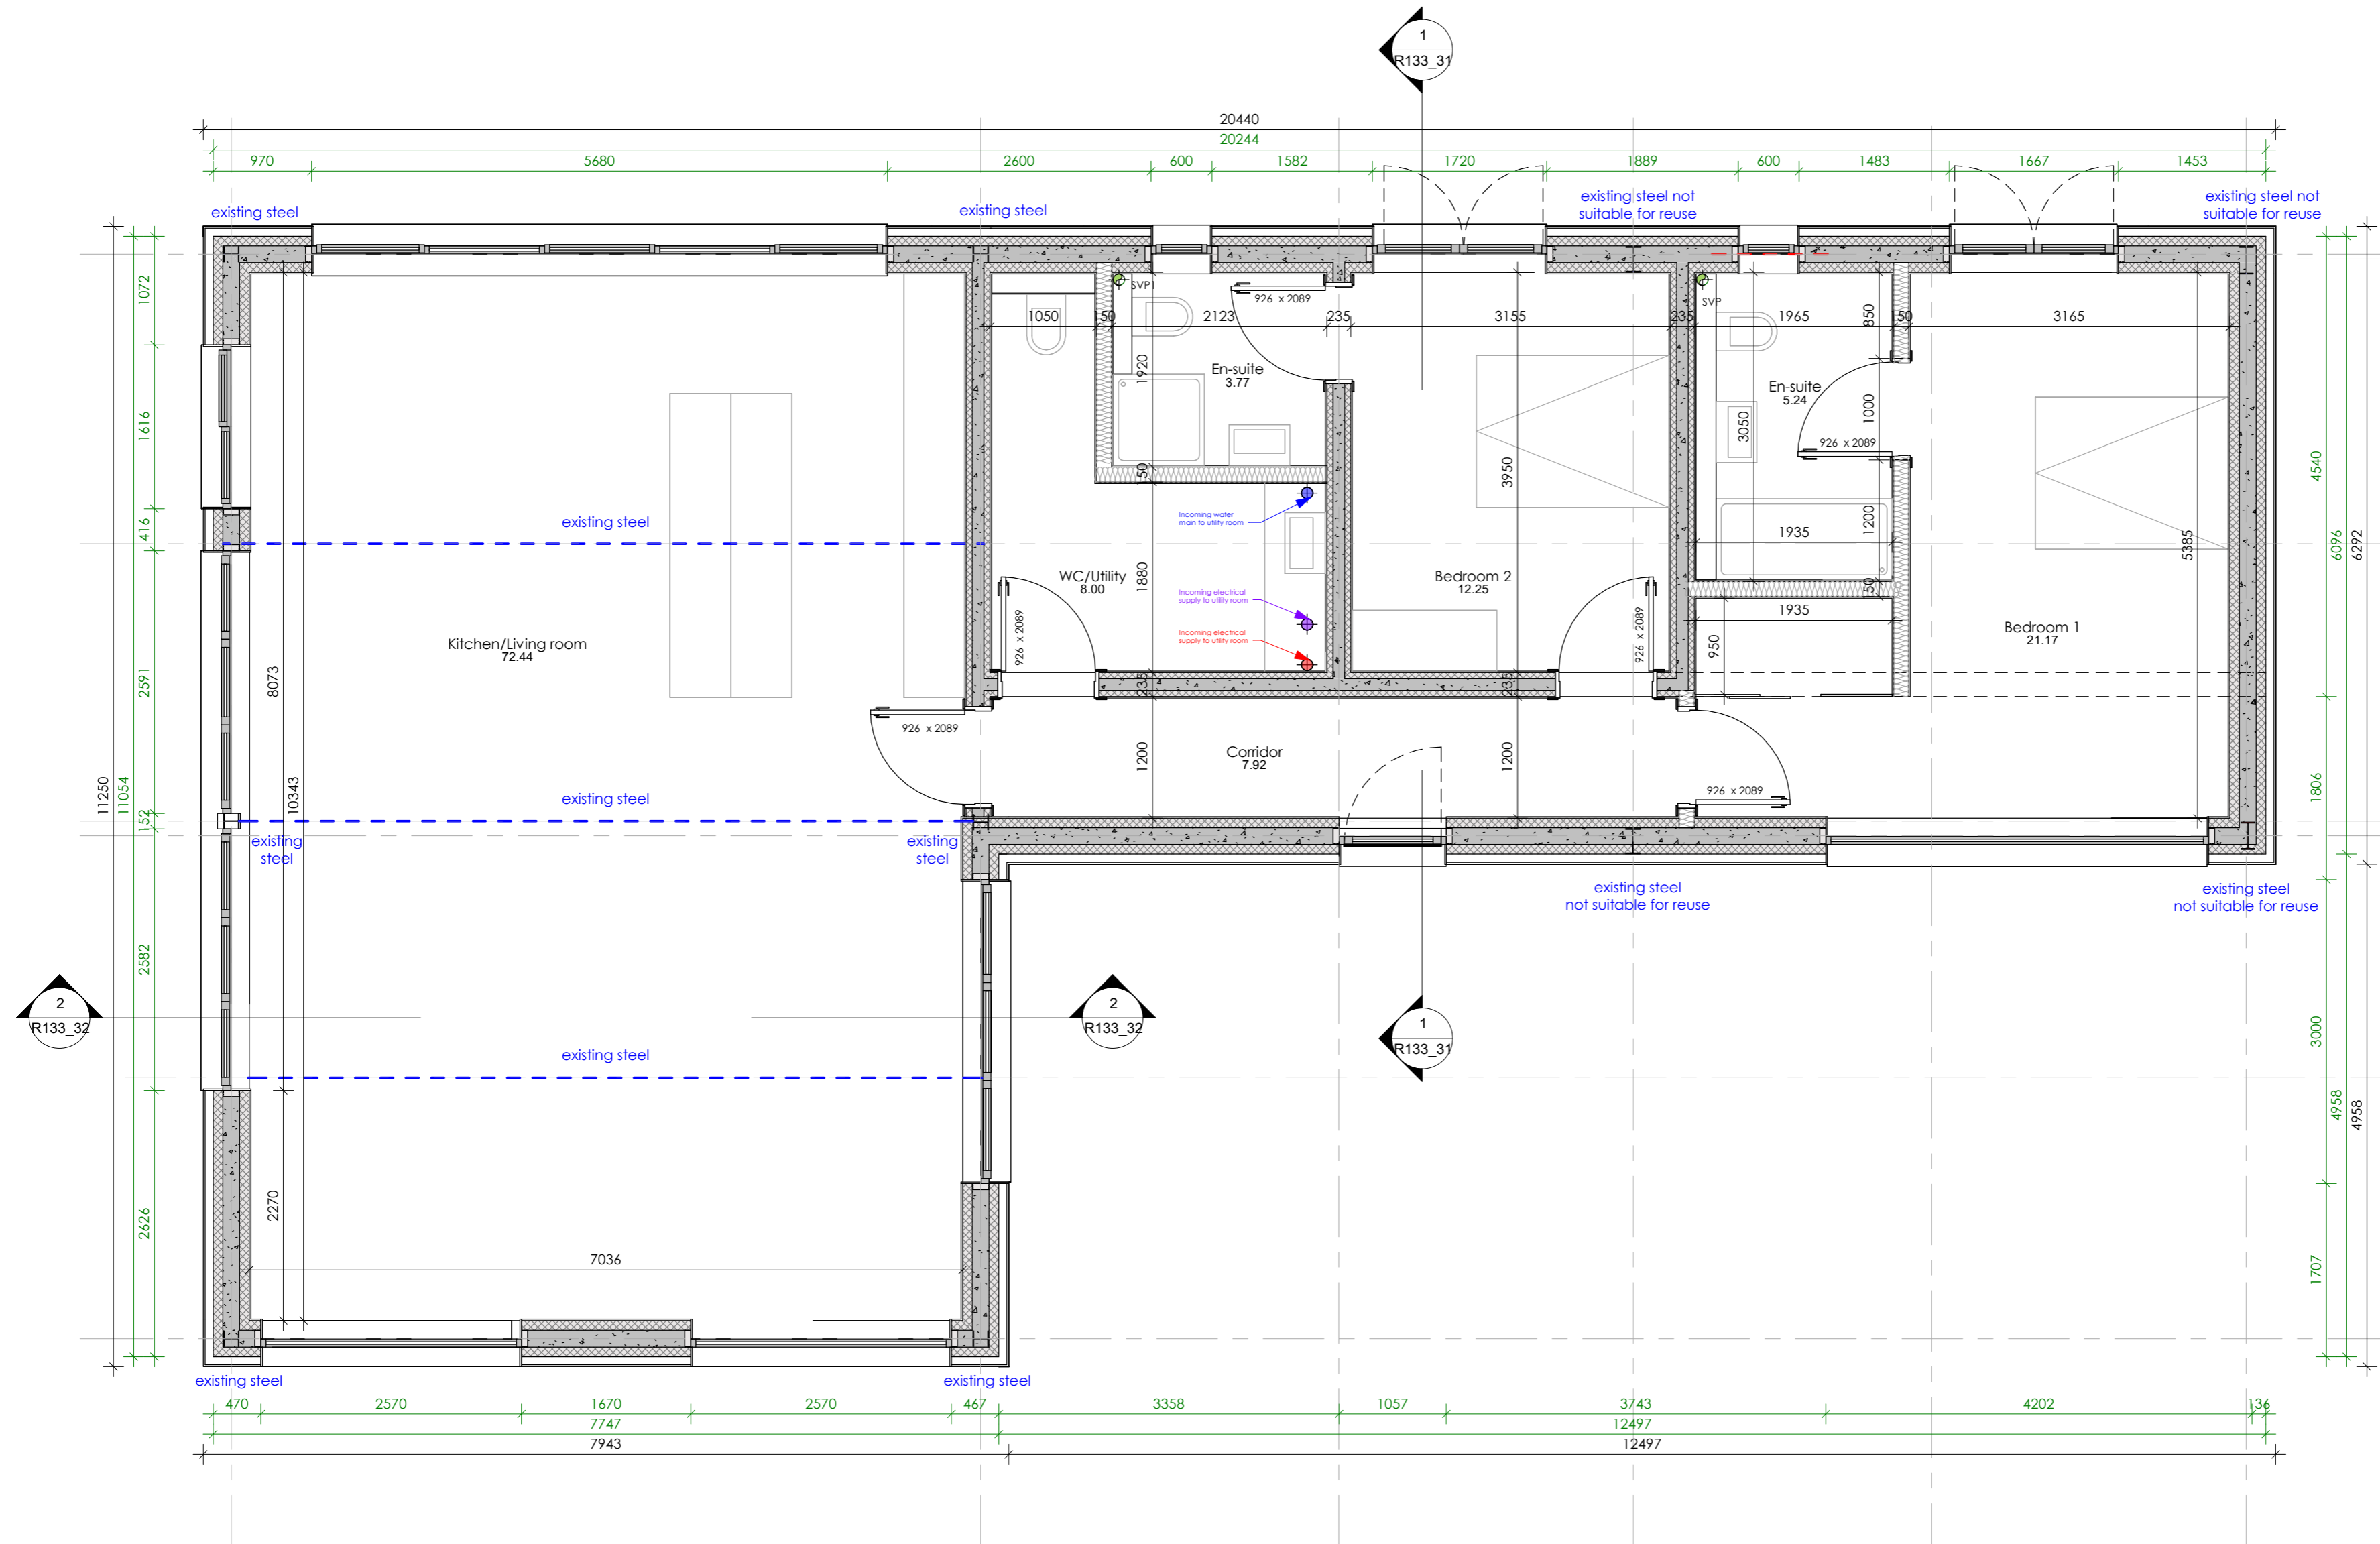 1
R133_31
20440
20244
970
5680
2600
600
1582
1720
1889
600
1483
1667
1453
existing steel
existing steel
existing steel not
suitable for reuse
existing steel not
suitable for reuse
SVP1
926 x 2089
SVP
1050
150
2123
235
3155
235
1965
850
150
3165
1072
1616
416
2591
152
2582
2626
11054
11250
8073
10343
2270
En-suite
3.77
1920
150
En-suite
5.24
1000
926 x 2089
3050
3950
1200
5385
4540
6096
6292
existing steel
Incoming water
main to utility room
1935
WC/Utility
8.00
1880
Bedroom 2
12.25
150
Incoming electrical
supply to utility room
926 x 2089
926 x 2089
1935
Bedroom 1
21.17
Incoming electrical
supply to utility room
Kitchen/Living room
72.44
950
235
235
926 x 2089
Corridor
7.92
1200
1200
926 x 2089
1806
existing steel
existing
steel
existing
steel
existing steel
not suitable for reuse
existing steel
not suitable for reuse
2
R133_32
2
R133_32
1
R133_31
3000
existing steel
4958
4958
1707
7036
existing steel
existing steel
470
2570
1670
2570
467
3358
1057
3743
4202
136
7747
12497
7943
12497